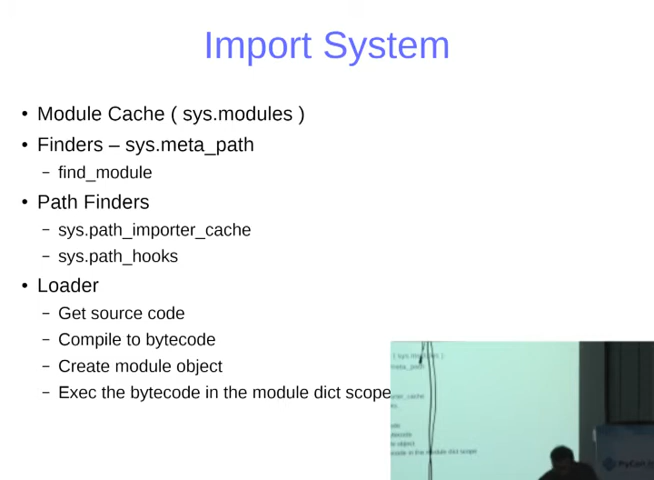 Import System
• Module Cache ( sys.modules )
• Finders – sys.meta_path
– find_module
• Path Finders
– sys.path_importer_cache
– sys.path_hooks
• Loader
– Get source code
– Compile to bytecode
– Create module object
– Exec the bytecode in the module dict scope